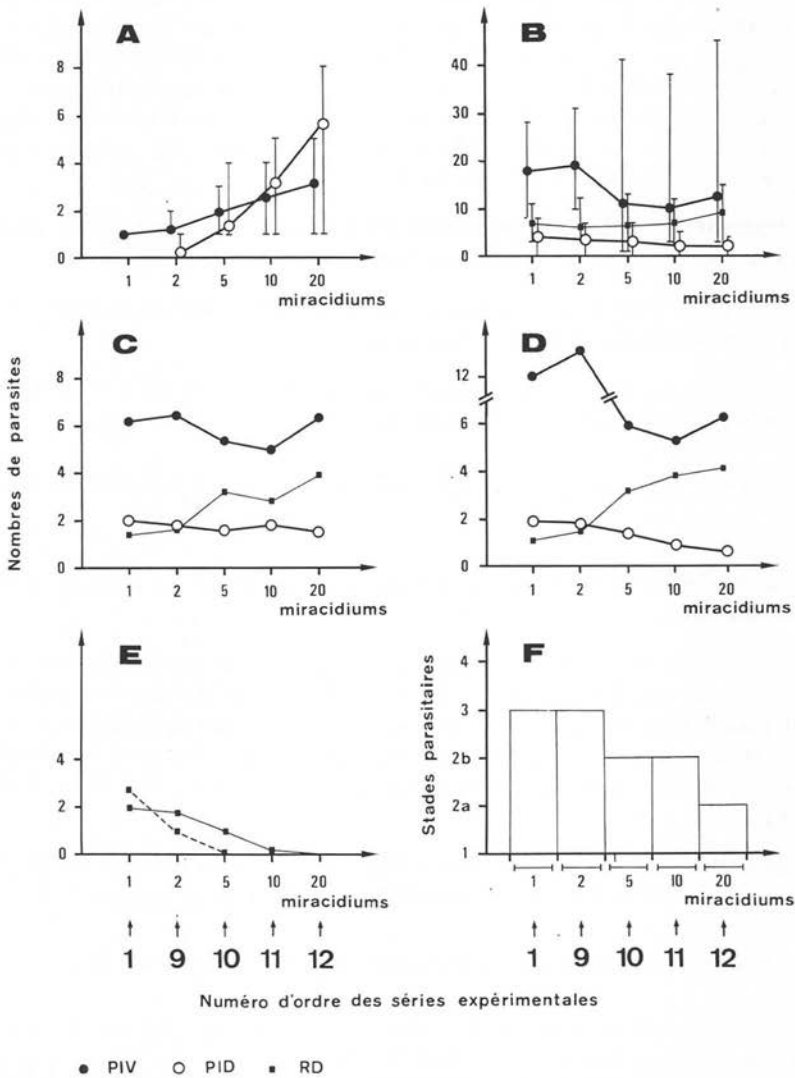 A
8
6
4
2
0
1 2 5 10 20
miracidiums
B
40
30
20
10
0
1 2 5 10 20
miracidiums
Nombres de parasites
C
8
6
4
2
0
1 2 5 10 20
miracidiums
D
12
6
4
2
0
1 2 5 10 20
miracidiums
E
4
2
0
1 2 5 10 20
miracidiums
1 9 10 11 12
F
Stades parasitaires
4
3
2b
2a
1
1 2 5 10 20
miracidiums
1 9 10 11 12
Numéro d'ordre des séries expérimentales
PIV PID RD